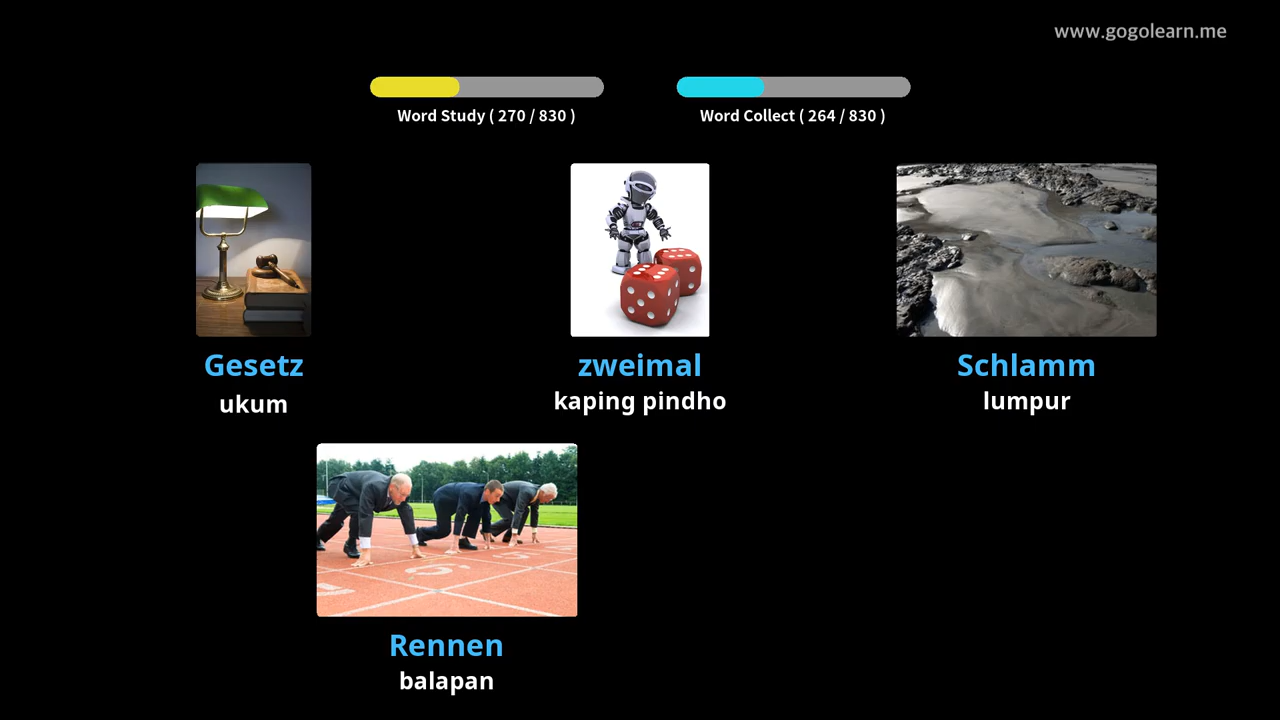 www.gogolearn.me
Word Study ( 270 / 830 )
Word Collect ( 264 / 830 )
Gesetz
ukum
zweimal
kaping pindho
Schlamm
lumpur
Rennen
balapan